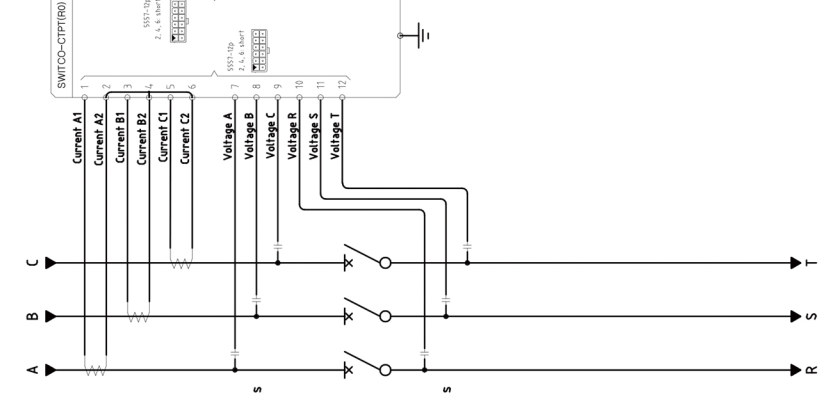 SWITCO-CTPT(R0)
5557-12p
2, 4, 6: short
5557-12p
2, 4, 6: short
1 2 3 4 5 6 7 8 9 10 11 12
Current A1
Current A2
Current B1
Current B2
Current C1
Current C2
Voltage A
Voltage B
Voltage C
Voltage R
Voltage S
Voltage T
C T
B S
A R
s s